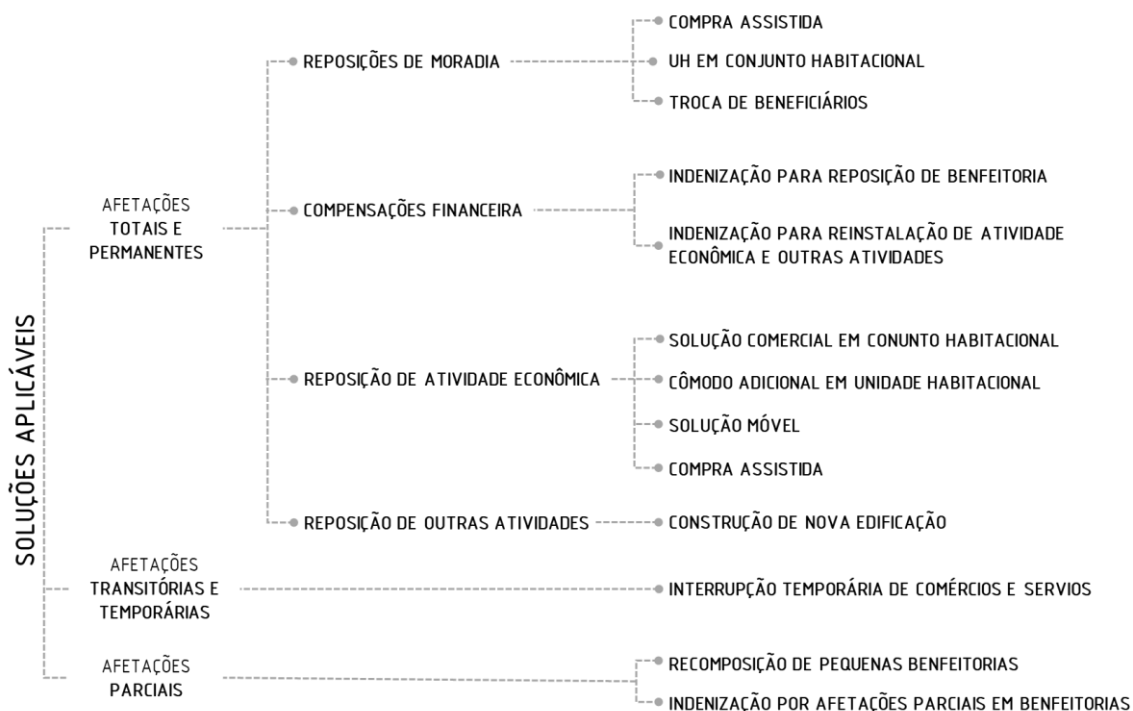 SOLUÇÕES APLICÁVEIS
AFETAÇÕES
TOTAIS E
PERMANENTES
REPOSIÇÕES DE MORADIA
COMPRA ASSISTIDA
UH EM CONJUNTO HABITACIONAL
TROCA DE BENEFICIÁRIOS
COMPENSAÇÕES FINANCEIRA
INDENIZAÇÃO PARA REPOSIÇÃO DE BENFEITORIA
INDENIZAÇÃO PARA REINSTALAÇÃO DE ATIVIDADE
ECONÔMICA E OUTRAS ATIVIDADES
REPOSIÇÃO DE ATIVIDADE ECONÔMICA
SOLUÇÃO COMERCIAL EM CONUNTO HABITACIONAL
CÔMODO ADICIONAL EM UNIDADE HABITACIONAL
SOLUÇÃO MÓVEL
COMPRA ASSISTIDA
REPOSIÇÃO DE OUTRAS ATIVIDADES
CONSTRUÇÃO DE NOVA EDIFICAÇÃO
AFETAÇÕES
TRANSITÓRIAS E
TEMPORÁRIAS
INTERRUPÇÃO TEMPORÁRIA DE COMÉRCIOS E SERVIOS
AFETAÇÕES
PARCIAIS
RECOMPOSIÇÃO DE PEQUENAS BENFEITORIAS
INDENIZAÇÃO POR AFETAÇÕES PARCIAIS EM BENFEITORIAS